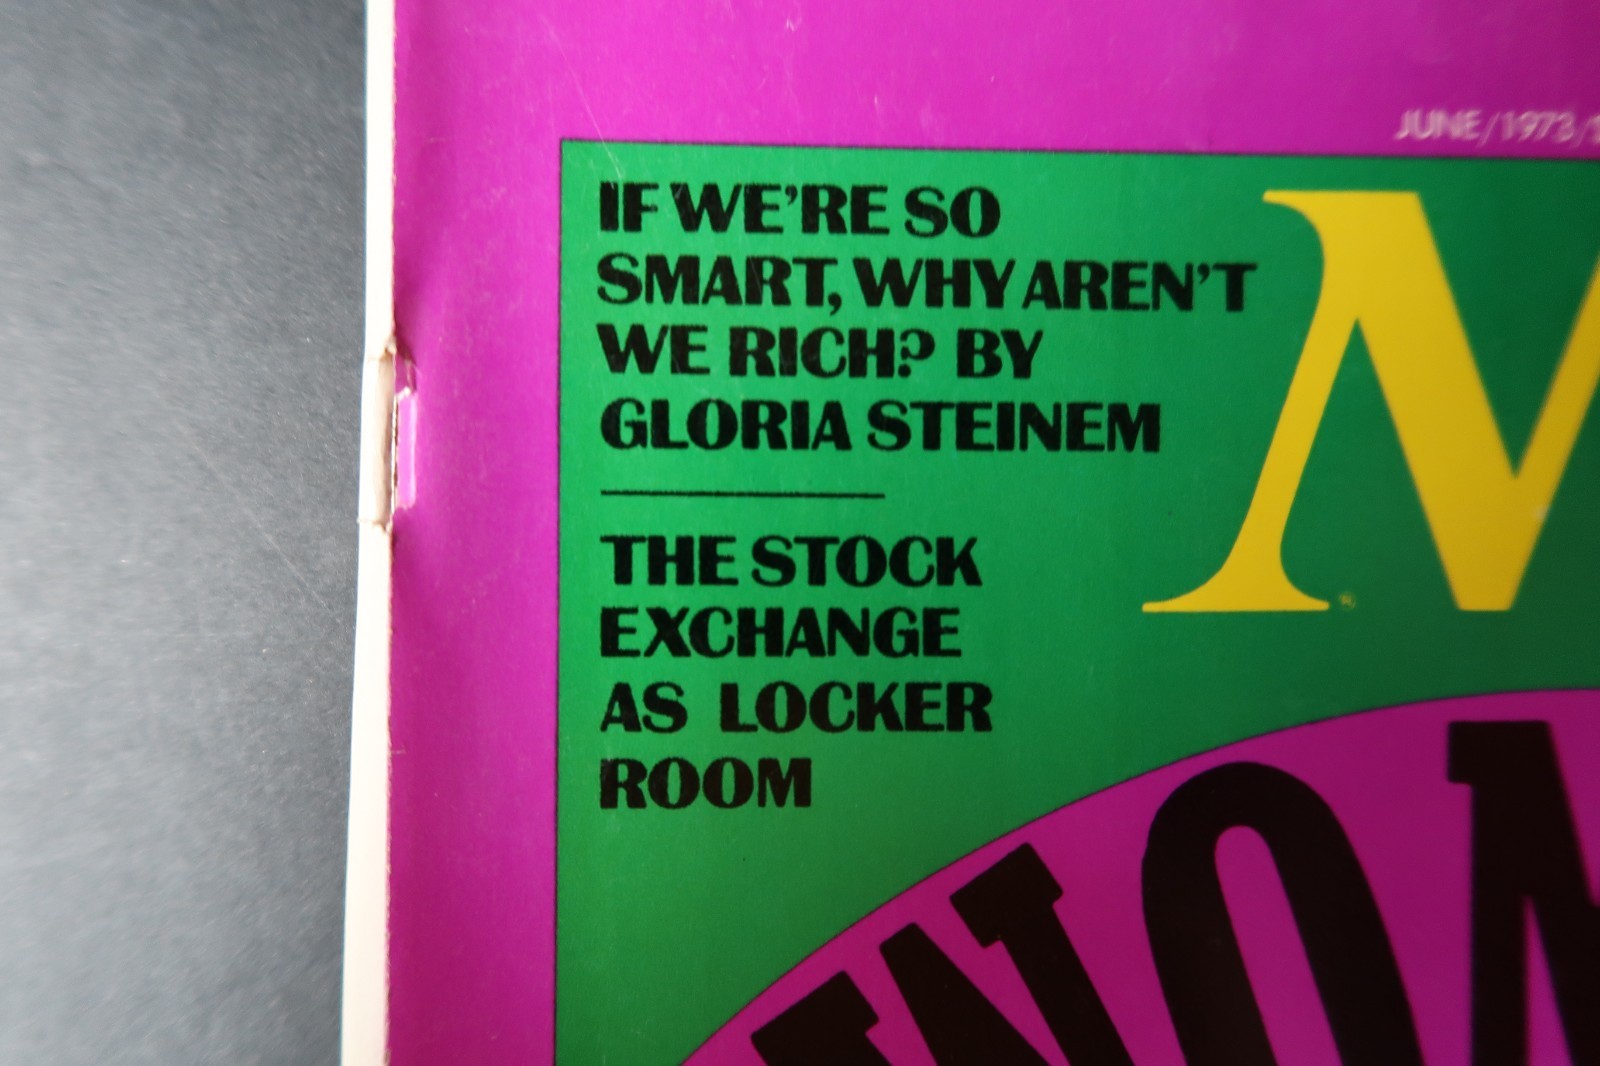 JUNE/1973/
IF WE'RE SO
SMART, WHY AREN'T
WE RICH? BY
GLORIA STEINEM
THE STOCK
EXCHANGE
AS LOCKER
ROOM
M
®
WOM